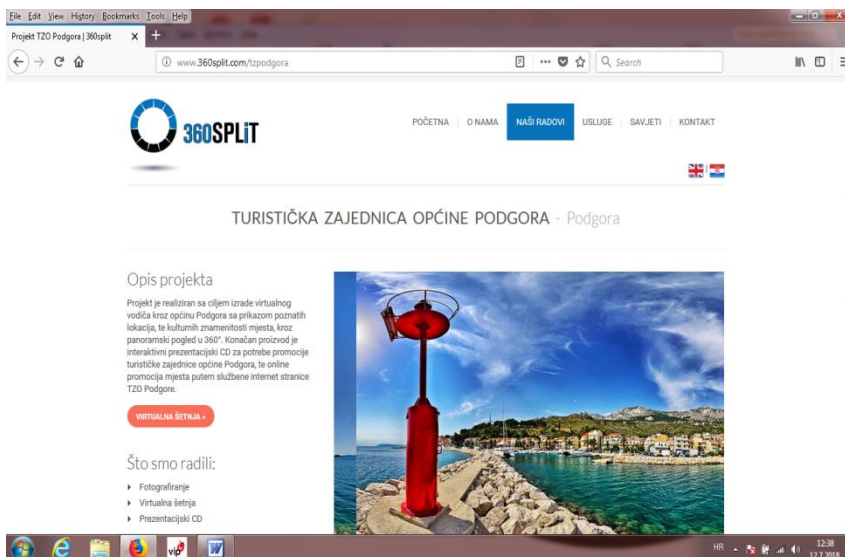 File Edit View History Bookmarks Tools Help
Projekt TZO Podgora | 360split
www.360split.com/tzpodgora
Search
360SPLiT
POČETNA O NAMA NAŠI RADOVI USLUGE SAVJETI KONTAKT
TURISTIČKA ZAJEDNICA OPĆINE PODGORA - Podgora
Opis projekta
Projekt je realiziran sa ciljem izrade virtualnog
vodiča kroz općinu Podgora sa prikazom poznatih
lokacija, te kulturnih znamenitosti mjesta, kroz
panoramski pogled u 360°. Konačan proizvod je
interaktivni prezentacijski CD za potrebe promocije
turističke zajednice općine Podgora, te online
promocija mjesta putem službene internet stranice
TZO Podgore.
VIRTUALNA ŠETNJA »
Što smo radili:
Fotografiranje
Virtualna šetnja
Prezentacijski CD
vip
HR
12:38
12.7.2018